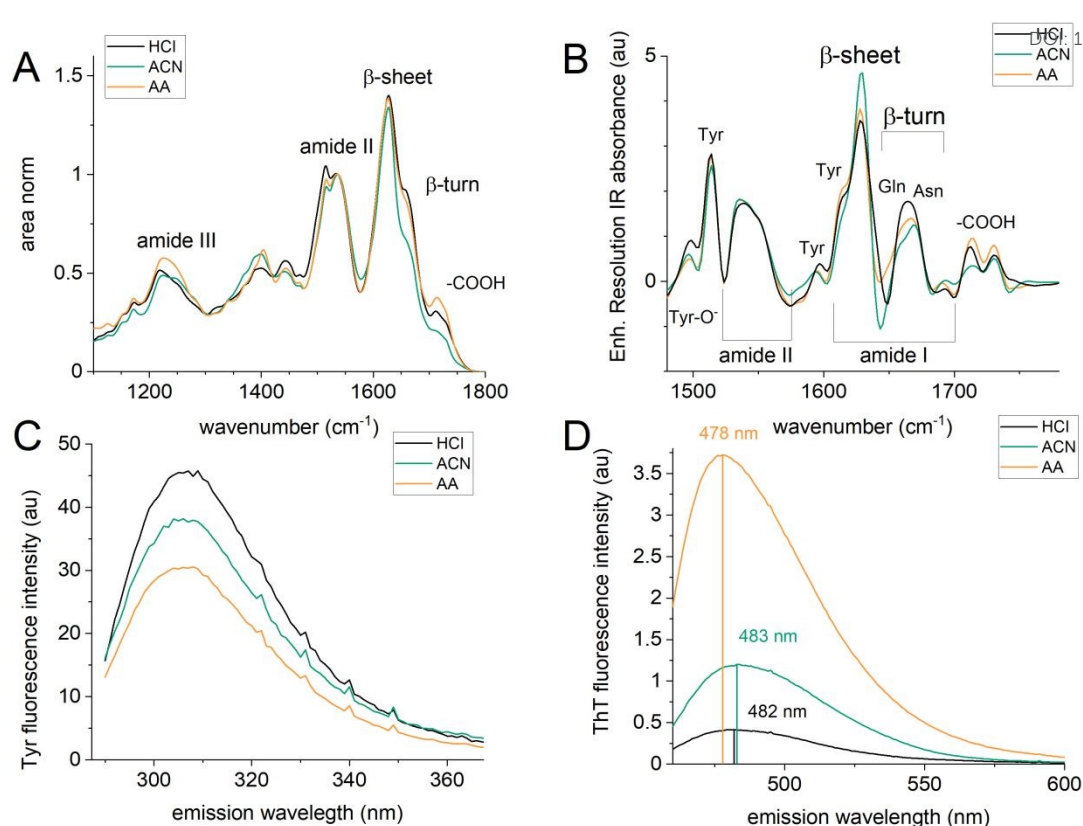 A
HCl
ACN
AA
β-sheet
amide II
β-turn
amide III
-COOH
area norm
1.5
1
0.5
0
1200
1400
1600
1800
wavenumber (cm⁻¹)
B
DOI: 1
HCl
ACN
AA
β-sheet
β-turn
Tyr
Tyr
Gln
Asn
Tyr
-COOH
Tyr-O⁻
amide II
amide I
Enh. Resolution IR absorbance (au)
5
0
1500
1600
1700
wavenumber (cm⁻¹)
C
HCl
ACN
AA
Tyr fluorescence intensity (au)
50
40
30
20
10
0
300
320
340
360
emission wavelegth (nm)
D
478 nm
HCl
ACN
AA
483 nm
482 nm
ThT fluorescence intensity (au)
3.5
3
2.5
2
1.5
1
0.5
0
500
550
600
emission wavelength (nm)